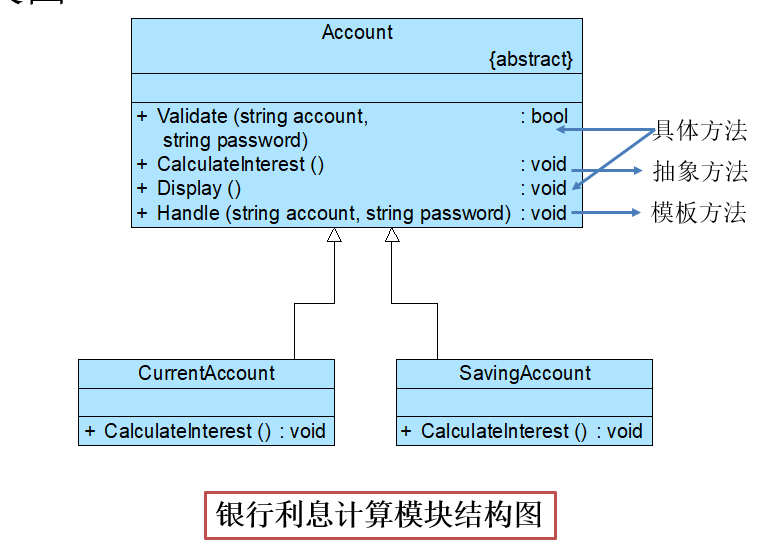 Account
{abstract}
+ Validate (string account, : bool
string password)
+ CalculateInterest () : void
+ Display () : void
+ Handle (string account, string password) : void
具体方法
抽象方法
模板方法
CurrentAccount
+ CalculateInterest () : void
SavingAccount
+ CalculateInterest () : void
银行利息计算模块结构图